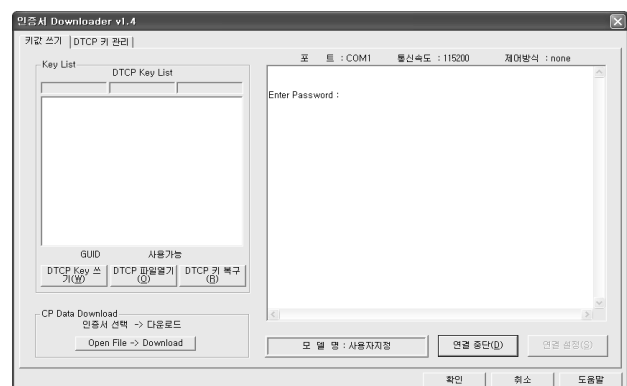 인증서 Downloader v1.4
키값 쓰기 DTCP 키 관리
Key List
DTCP Key List
GUID 사용가능
DTCP Key 쓰기(W) DTCP 파일열기(O) DTCP 키 복구(R)
CP Data Download
인증서 선택 -> 다운로드
Open File -> Download
포 트 : COM1 통신속도 : 115200 제어방식 : none
Enter Password :
모 델 명 : 사용자지정 연결 중단(D) 연결 설정(S)
확인 취소 도움말